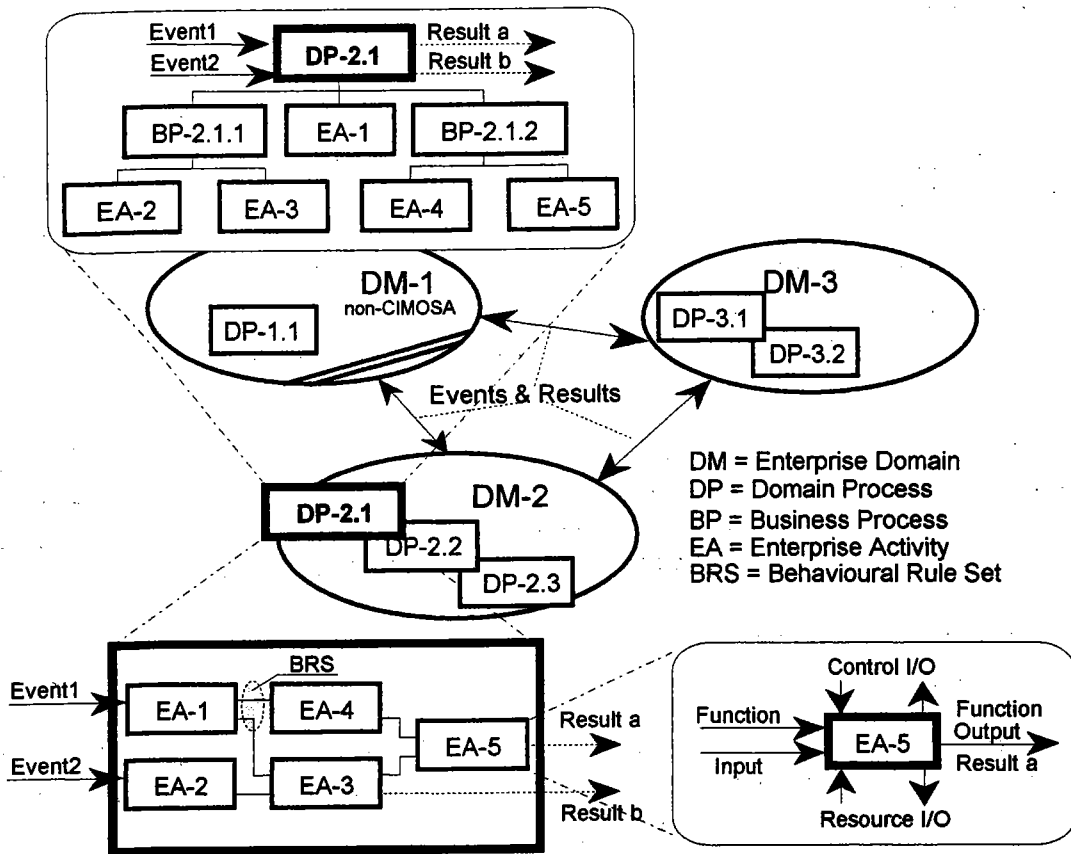 Event1
Result a
DP-2.1
Event2
Result b
BP-2.1.1
EA-1
BP-2.1.2
EA-2
EA-3
EA-4
EA-5
DM-1
non-CIMOSA
DP-1.1
DM-3
DP-3.1
DP-3.2
Events & Results
DM-2
DP-2.1
DP-2.2
DP-2.3
DM = Enterprise Domain
DP = Domain Process
BP = Business Process
EA = Enterprise Activity
BRS = Behavioural Rule Set
BRS
Event1
EA-1
EA-4
EA-5
Result a
Event2
EA-2
EA-3
Result b
Control I/O
Function
Input
EA-5
Function
Output
Result a
Resource I/O